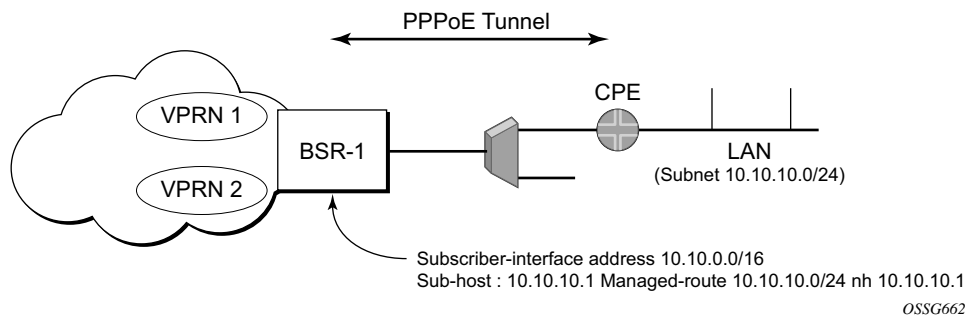 PPPoE Tunnel
VPRN 1
VPRN 2
BSR-1
CPE
LAN
(Subnet 10.10.10.0/24)
Subscriber-interface address 10.10.0.0/16
Sub-host : 10.10.10.1 Managed-route 10.10.10.0/24 nh 10.10.10.1
OSSG662